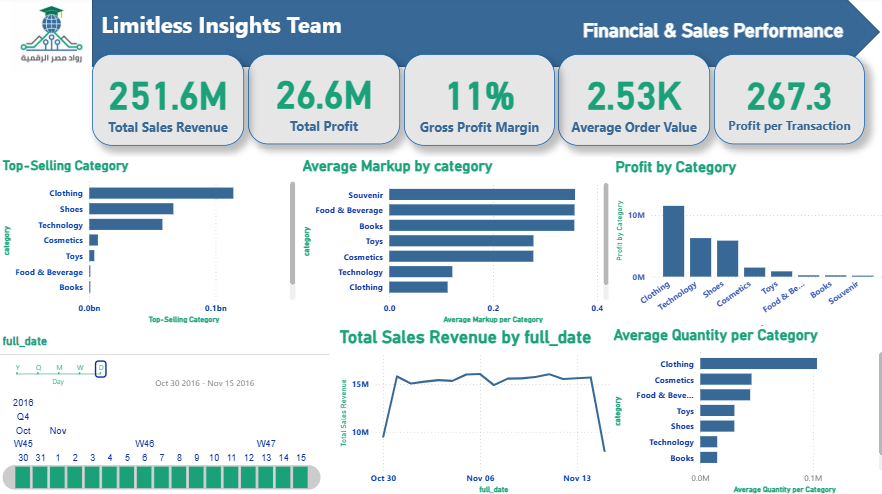 رواد مصر الرقمية
Limitless Insights Team
Financial & Sales Performance
251.6M
Total Sales Revenue
26.6M
Total Profit
11%
Gross Profit Margin
2.53K
Average Order Value
267.3
Profit per Transaction
Top-Selling Category
category
Clothing
Shoes
Technology
Cosmetics
Toys
Food & Beverage
Books
0.0bn 0.1bn
Top-Selling Category
Average Markup by category
category
Souvenir
Food & Beverage
Books
Toys
Cosmetics
Technology
Clothing
0.0 0.2 0.4
Average Markup per Category
Profit by Category
Profit by Category
10M
0M
Clothing
Technology
Shoes
Cosmetics
Toys
Food & Be...
Books
Souvenir
full_date
Y Q M W D
Day
Oct 30 2016 - Nov 15 2016
2016
Q4
Oct Nov
W45 W46 W47
30 31 1 2 3 4 5 6 7 8 9 10 11 12 13 14 15
Total Sales Revenue by full_date
Total Sales Revenue
15M
10M
Oct 30 Nov 06 Nov 13
full_date
Average Quantity per Category
category
Clothing
Cosmetics
Food & Beve...
Toys
Shoes
Technology
Books
0.0M 0.1M
Average Quantity per Category